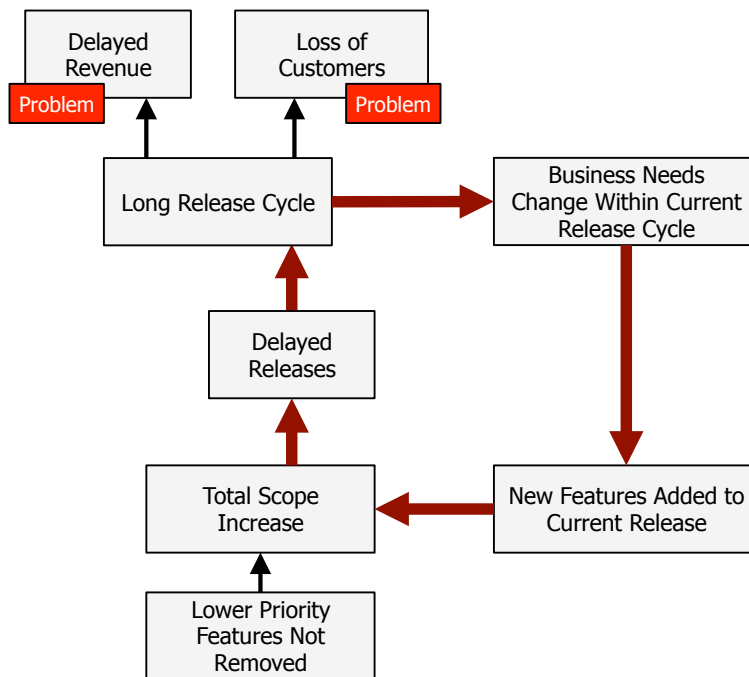 Delayed
Revenue
Problem
Loss of
Customers
Problem
Long Release Cycle
Business Needs
Change Within Current
Release Cycle
Delayed
Releases
Total Scope
Increase
New Features Added to
Current Release
Lower Priority
Features Not
Removed